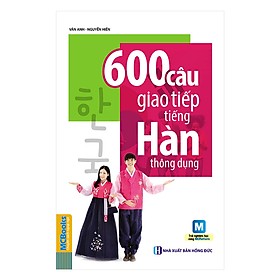 VÂN ANH - NGUYỄN HIÊN
600 câu
giao tiếp
tiếng
Hàn
thông dụng
한
국
MCBooks
NHÀ XUẤT BẢN HỒNG ĐỨC